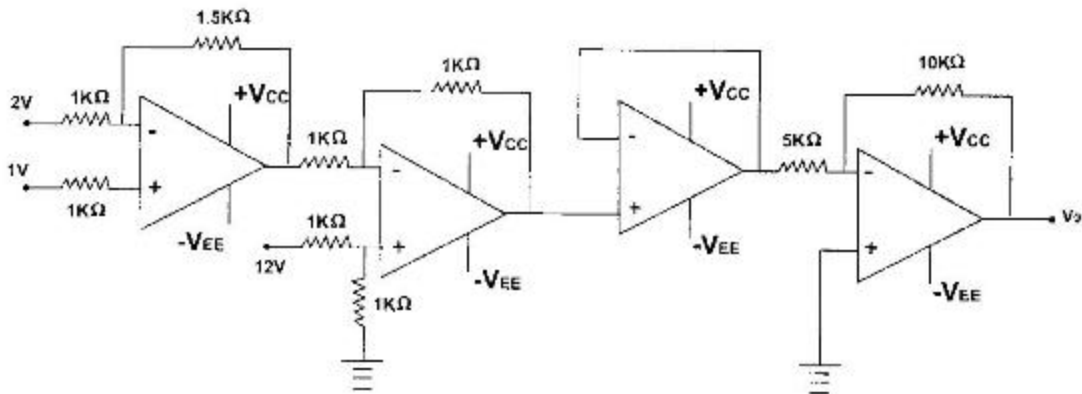 1.5KΩ
2V
1KΩ
-
+VCC
1V
1KΩ
+
-VEE
1KΩ
1KΩ
-
+VCC
12V
1KΩ
+
-VEE
1KΩ
-
+VCC
+
-VEE
5KΩ
10KΩ
-
+VCC
+
-VEE
Vo